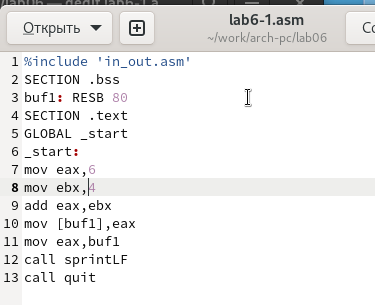 Открыть
lab6-1.asm
~/work/arch-pc/lab06
1 %include 'in_out.asm'
2 SECTION .bss
3 buf1: RESB 80
4 SECTION .text
5 GLOBAL _start
6 _start:
7 mov eax,6
8 mov ebx,4
9 add eax,ebx
10 mov [buf1],eax
11 mov eax,buf1
12 call sprintLF
13 call quit